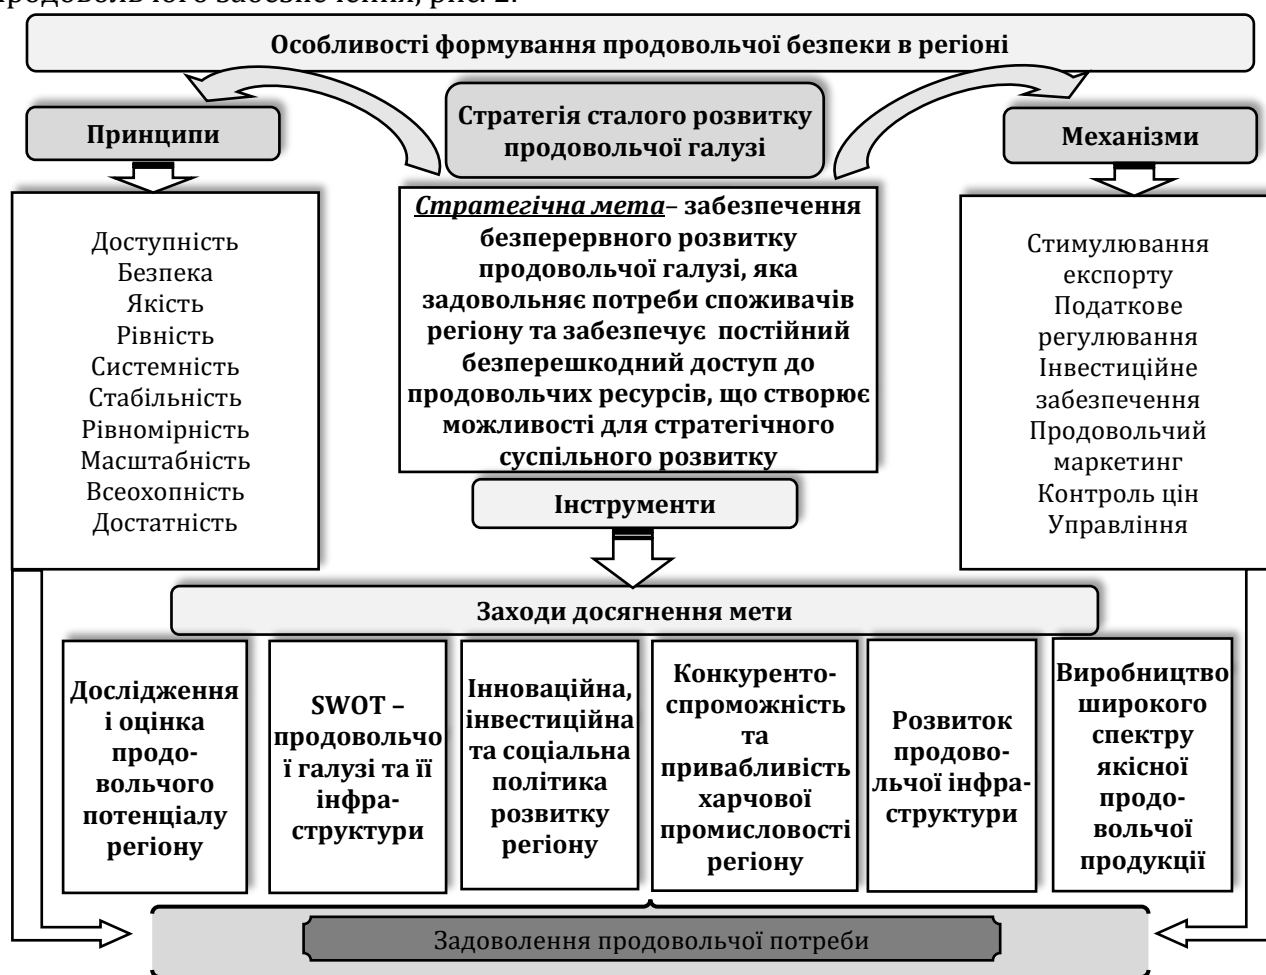 продовольчого забезпечення, рис. 2.
Особливості формування продовольчої безпеки в регіоні
Стратегія сталого розвитку
продовольчої галузі
Принципи
Механізми
Доступність
Безпека
Якість
Рівність
Системність
Стабільність
Рівномірність
Масштабність
Всеохопність
Достатність
Стратегічна мета– забезпечення
безперервного розвитку
продовольчої галузі, яка
задовольняє потреби споживачів
регіону та забезпечує постійний
безперешкодний доступ до
продовольчих ресурсів, що створює
можливості для стратегічного
суспільного розвитку
Стимулювання
експорту
Податкове
регулювання
Інвестиційне
забезпечення
Продовольчий
маркетинг
Контроль цін
Управління
Інструменти
Заходи досягнення мети
Дослідження
і оцінка
продо-
вольчого
потенціалу
регіону
SWOT –
продовольчо
ї галузі та її
інфра-
структури
Інноваційна,
інвестиційна
та соціальна
політика
розвитку
регіону
Конкуренто-
спроможність
та
привабливість
харчової
промисловості
регіону
Розвиток
продово-
льчої інфра-
структури
Виробництво
широкого
спектру
якісної
продо-
вольчої
продукції
Задоволення продовольчої потреби